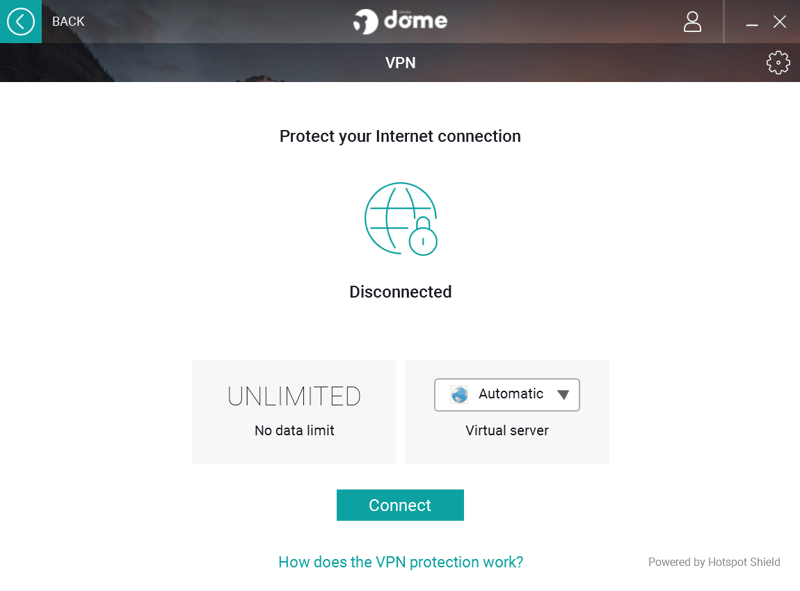 BACK
dome
VPN
Protect your Internet connection
Disconnected
UNLIMITED
No data limit
Automatic
Virtual server
Connect
How does the VPN protection work?
Powered by Hotspot Shield